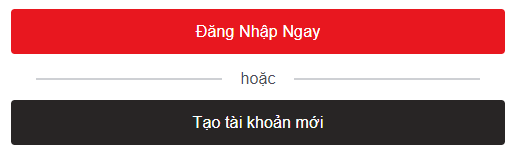 Đăng Nhập Ngay
hoặc
Tạo tài khoản mới